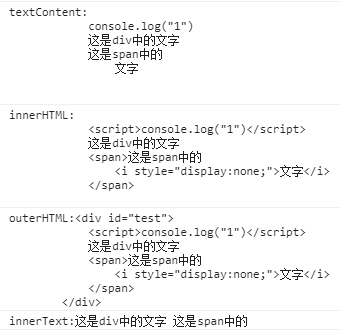 textContent:
console.log("1")
这是div中的文字
这是span中的
文字
innerHTML:
<script>console.log("1")</script>
这是div中的文字
<span>这是span中的
<i style="display:none;">文字</i>
</span>
outerHTML:<div id="test">
<script>console.log("1")</script>
这是div中的文字
<span>这是span中的
<i style="display:none;">文字</i>
</span>
</div>
innerText:这是div中的文字 这是span中的